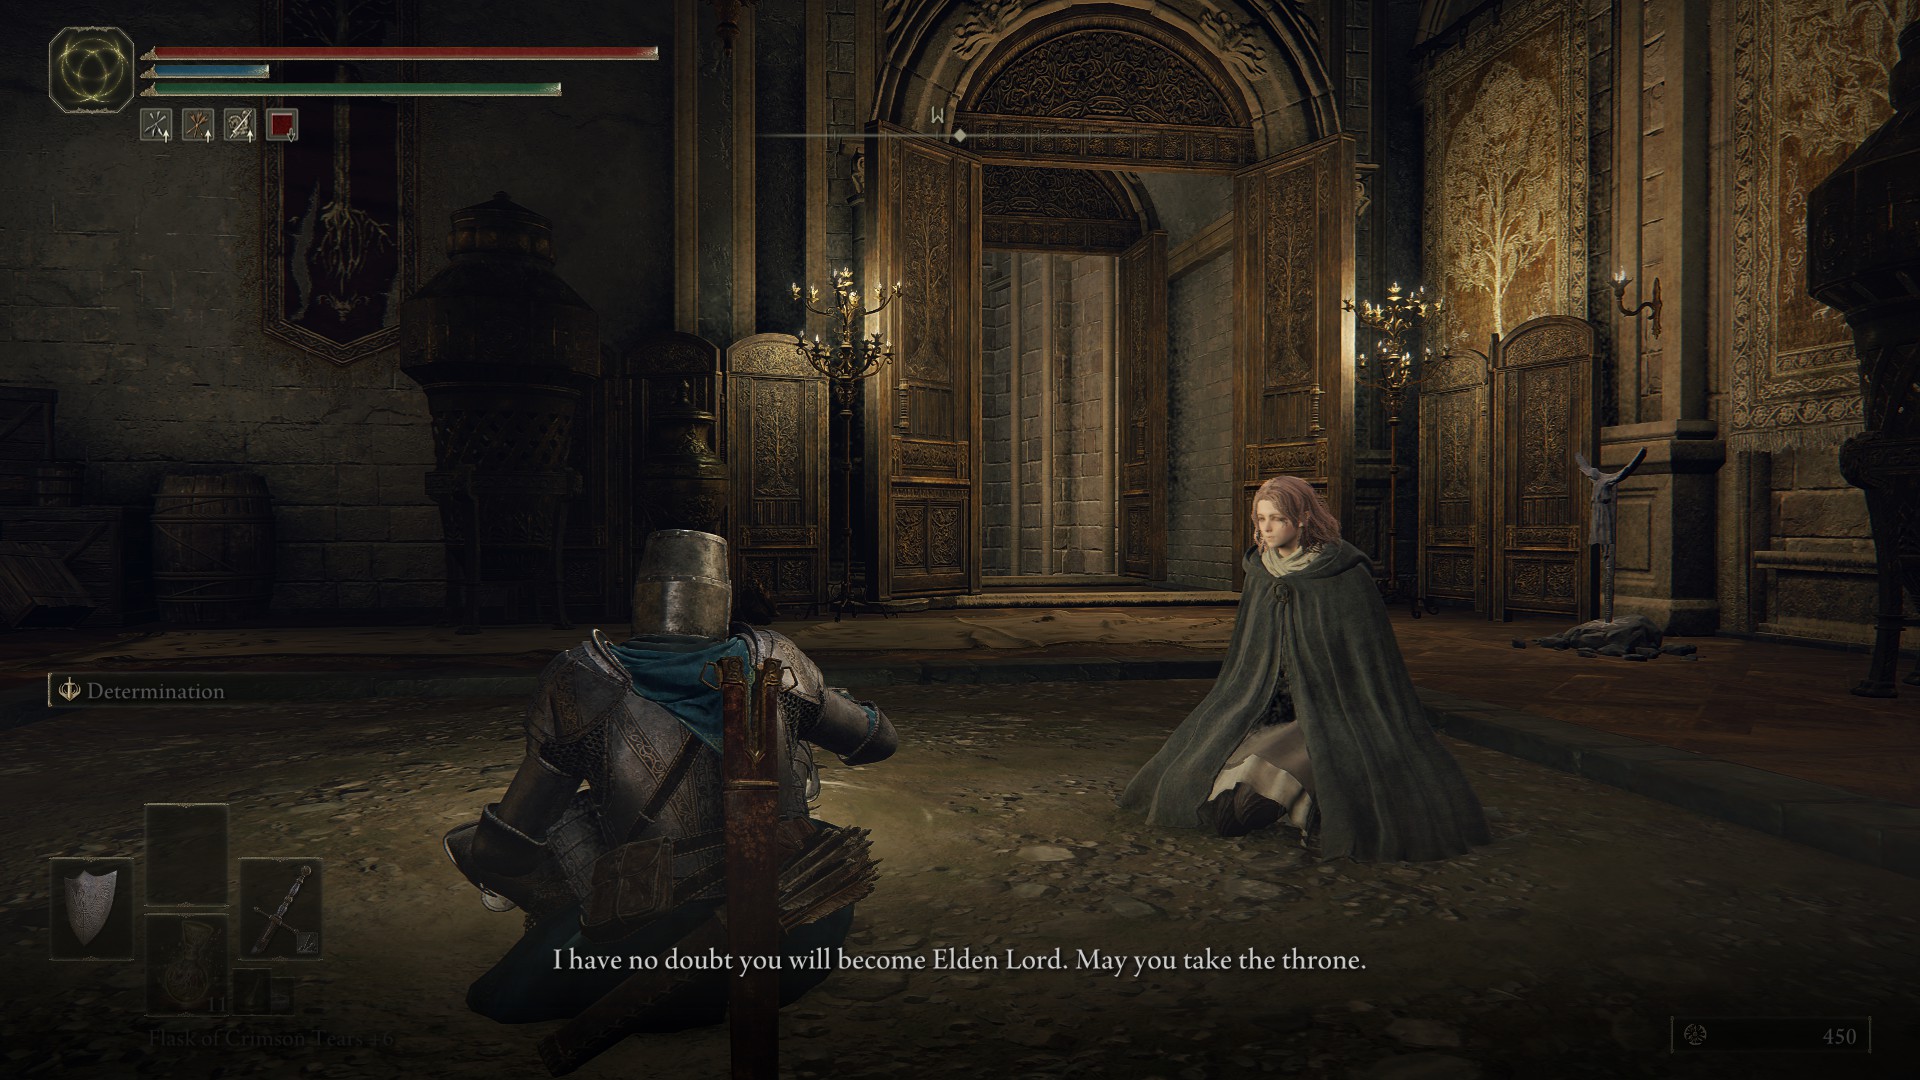 W
Determination
I have no doubt you will become Elden Lord. May you take the throne.
11
Flask of Crimson Tears +6
450